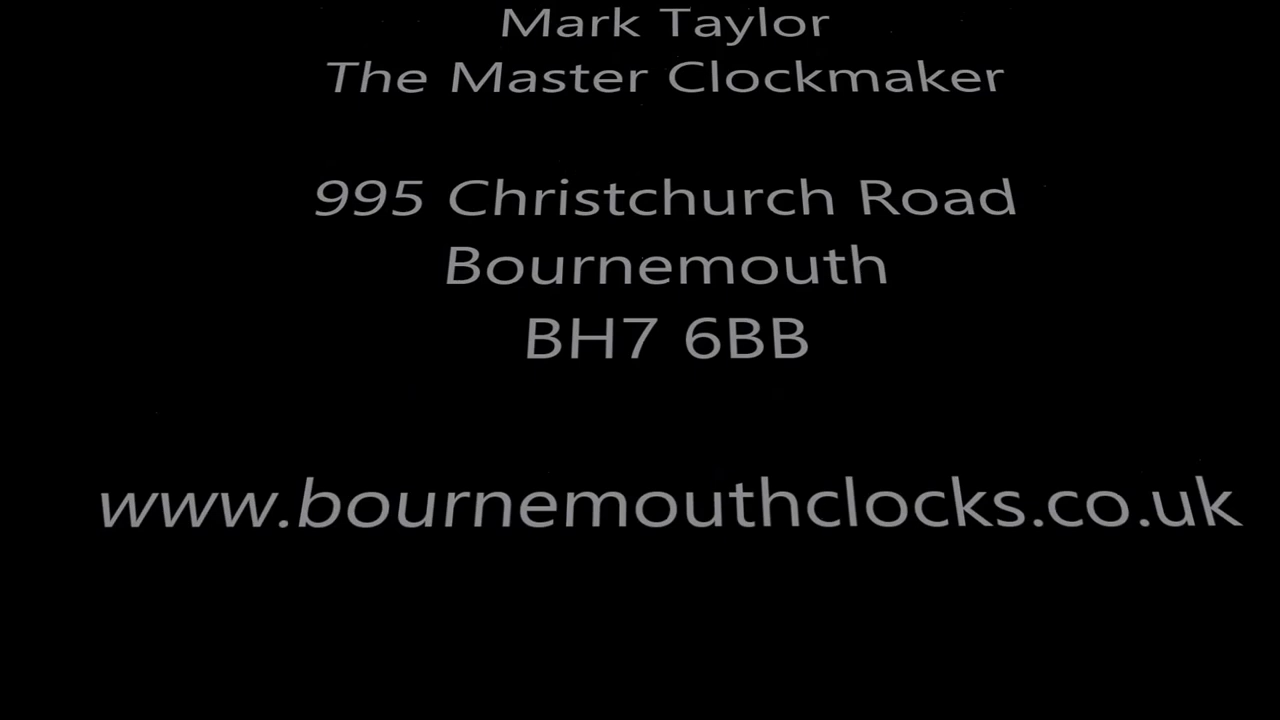 Mark Taylor
The Master Clockmaker
995 Christchurch Road
Bournemouth
BH7 6BB
www.bournemouthclocks.co.uk